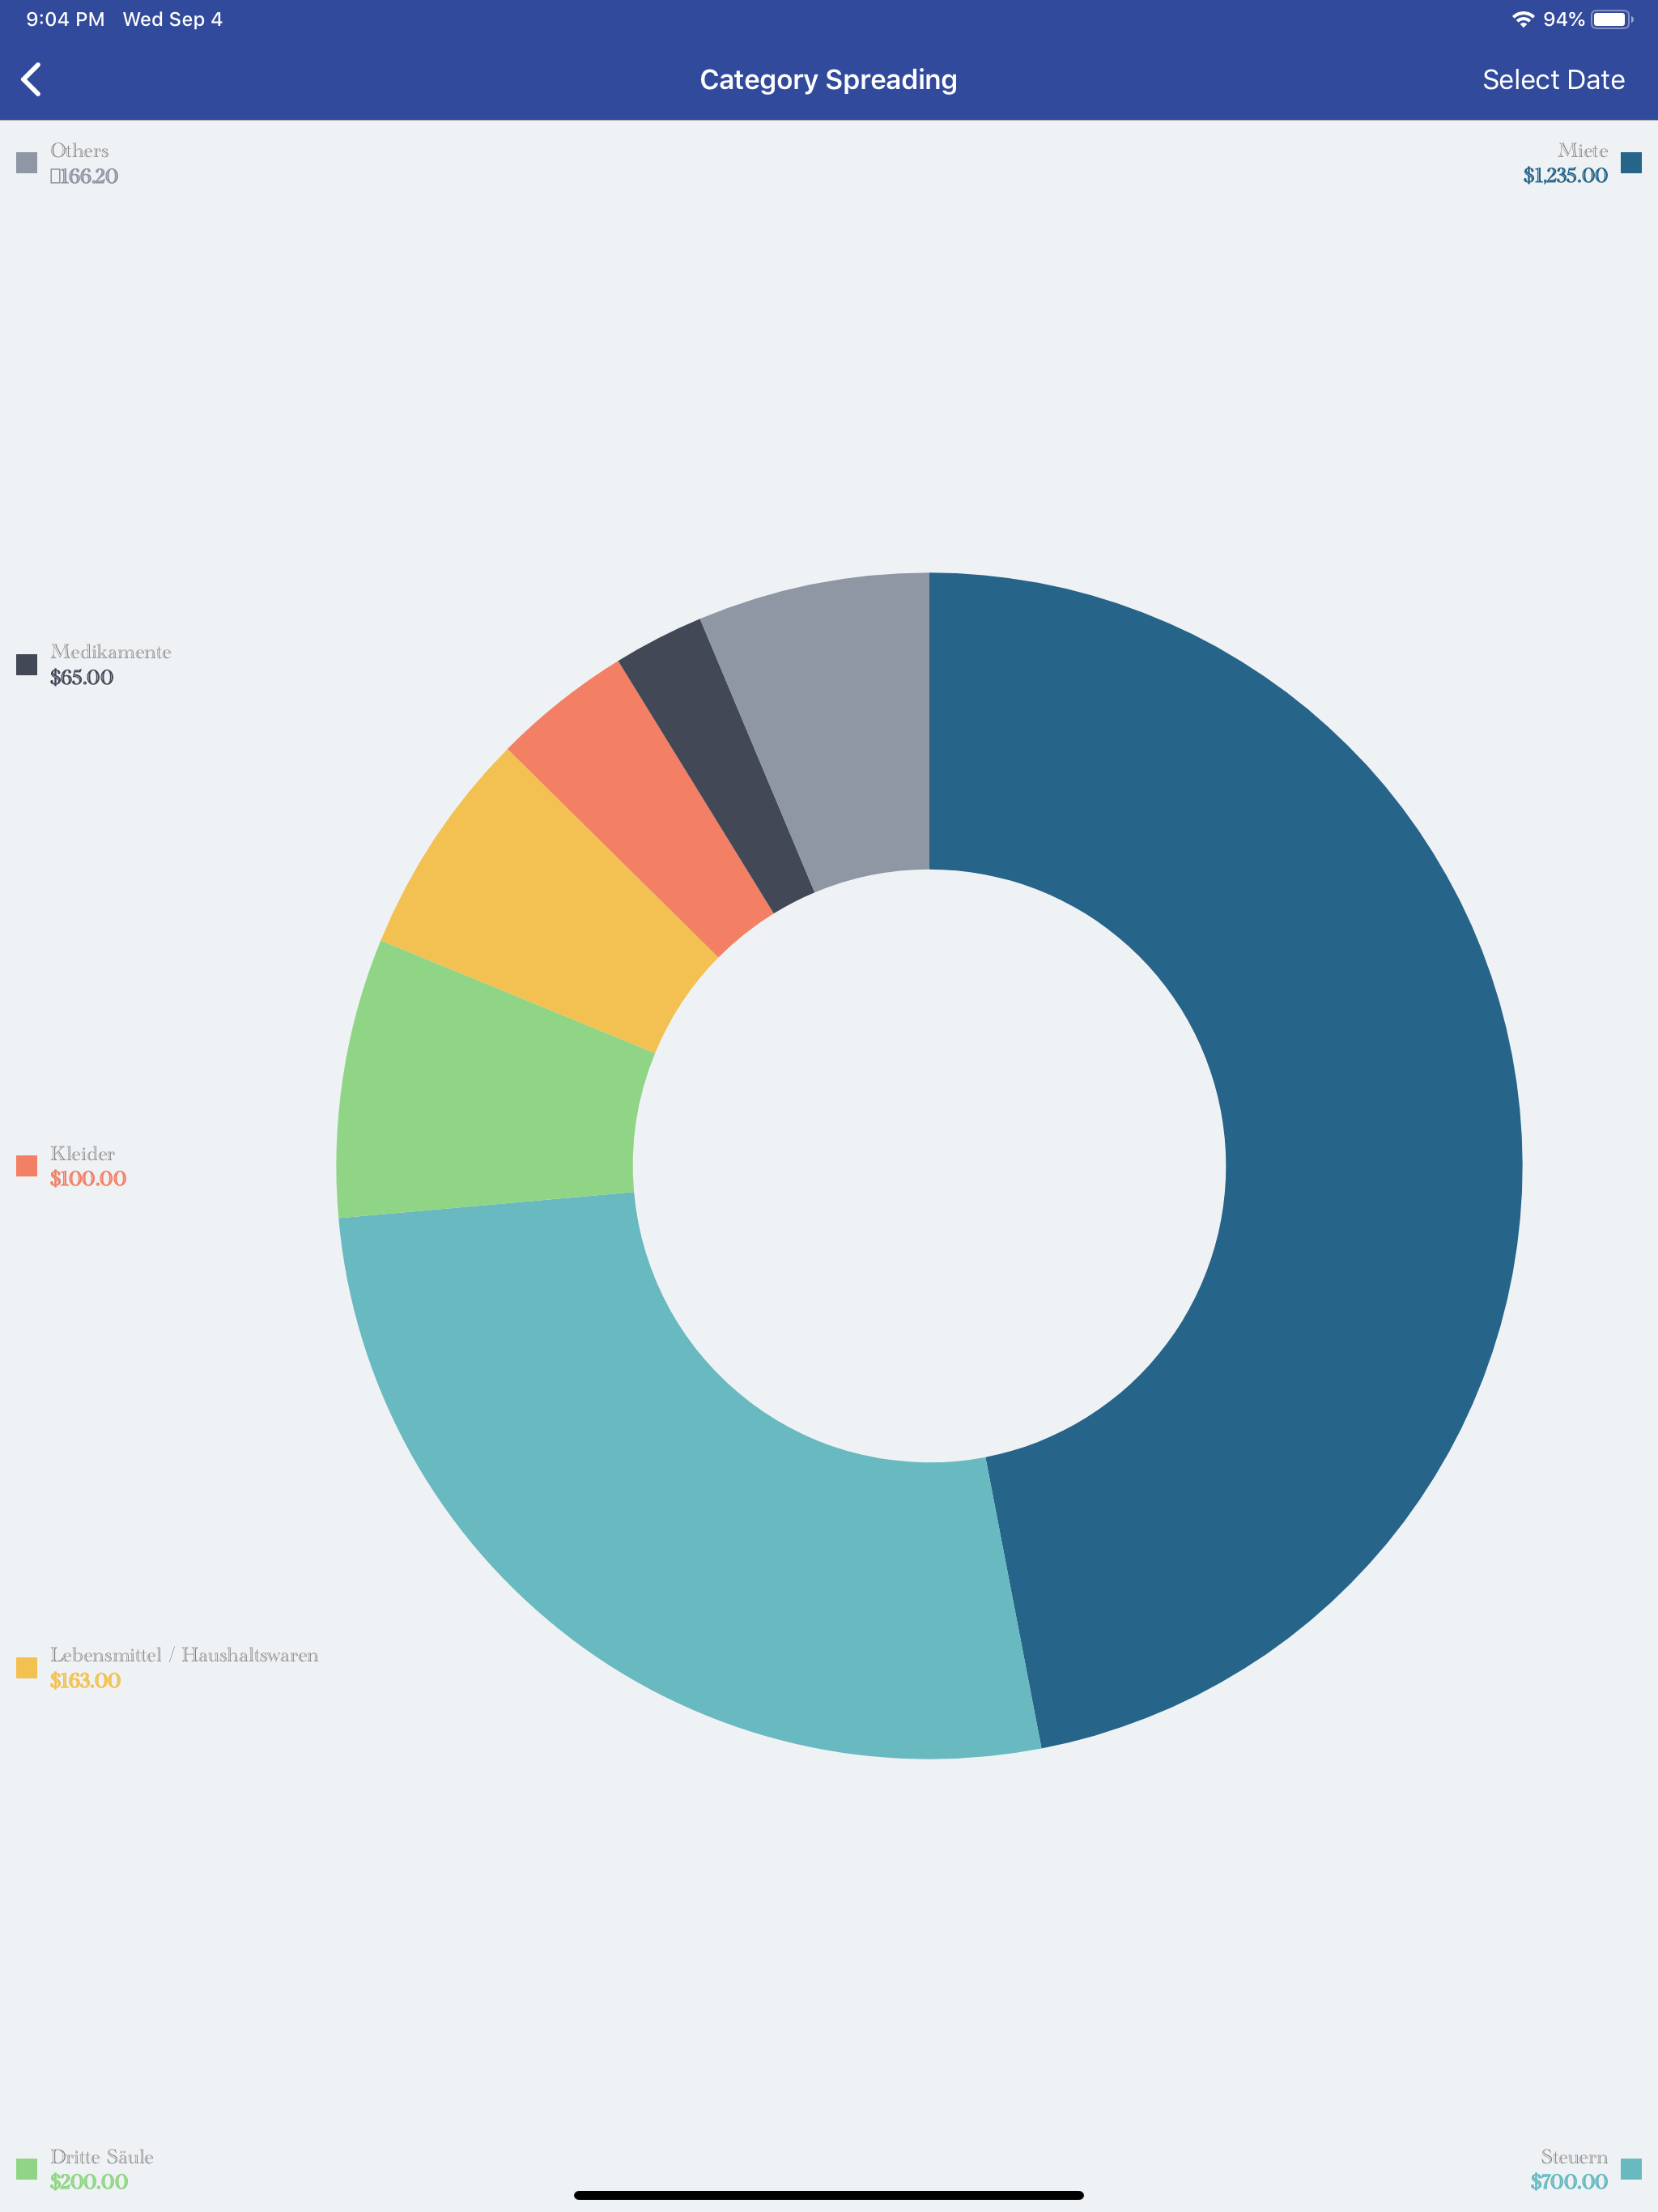 9:04 PM Wed Sep 4 94%
Category Spreading Select Date
Others
166.20
Miete
$1,235.00
Medikamente
$65.00
Kleider
$100.00
Lebensmittel / Haushaltswaren
$163.00
Dritte Säule
$200.00
Steuern
$700.00